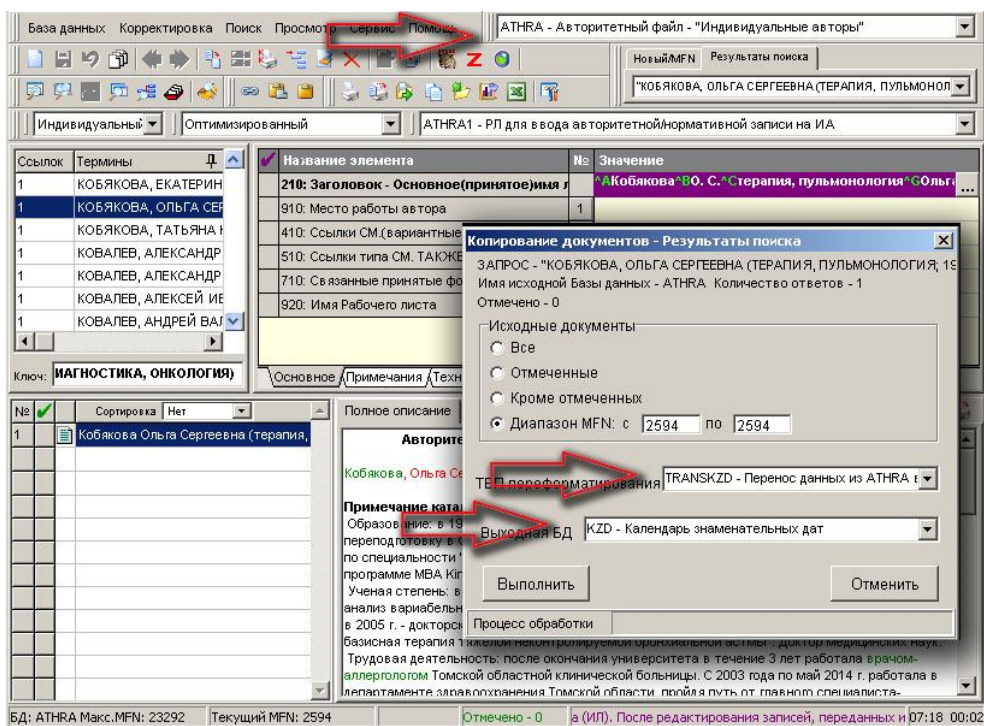 База данных Корректировка Поиск Просмотр Сервис Помощь
ATHRA - Авторитетный файл - "Индивидуальные авторы"
Новый/MFN Результаты поиска
"КОБЯКОВА, ОЛЬГА СЕРГЕЕВНА (ТЕРАПИЯ, ПУЛЬМОНОЛ
Индивидуальный Оптимизированный ATHRA1 - РЛ для ввода авторитетной/нормативной записи на ИА
Ссылок Термины
1 КОБЯКОВА, ЕКАТЕРИН
1 КОБЯКОВА, ОЛЬГА СЕР
1 КОБЯКОВА, ТАТЬЯНА
1 КОВАЛЕВ, АЛЕКСАНДР
1 КОВАЛЕВ, АЛЕКСАНДР
1 КОВАЛЕВ, АЛЕКСЕЙ ИВ
1 КОВАЛЕВ, АНДРЕЙ ВАЛ
Ключ: ИАГНОСТИКА, ОНКОЛОГИЯ)
Название элемента № Значение
210: Заголовок - Основное(принятое)имя л ^AКобякова^BО. С.^Cтерапия, пульмонология^GОльга ...
910: Место работы автора 1
410: Ссылки СМ.(вариантные
510: Ссылки типа СМ. ТАКЖЕ
710: Связанные принятые фо
920: Имя Рабочего листа
Основное Примечания Техн
Копирование документов - Результаты поиска
ЗАПРОС - "КОБЯКОВА, ОЛЬГА СЕРГЕЕВНА (ТЕРАПИЯ, ПУЛЬМОНОЛОГИЯ; 19
Имя исходной Базы данных - ATHRA Количество ответов - 1
Отмечено - 0
Исходные документы
Все
Отмеченные
Кроме отмеченных
Диапазон MFN: с 2594 по 2594
ТВП переформатирования TRANSKZD - Перенос данных из ATHRA в
Выходная БД KZD - Календарь знаменательных дат
Выполнить Отменить
Процесс обработки
№ Сортировка Нет
1 Кобякова Ольга Сергеевна (терапия,
Полное описание
Авторите
Кобякова, Ольга Се
Примечание ката
Образование: в 19
переподготовку в
по специальности
программе MBA Kin
Ученая степень: в
анализ вариабельн
в 2005 г. - докторск
базисная терапия тяжелой неконтролируемой бронхиальной астмы". Доктор медицинских наук.
Трудовая деятельность: после окончания университета в течение 3 лет работала врачом-
аллергологом Томской областной клинической больницы. С 2003 года по май 2014 г. работала в
департаменте здравоохранения Томской области, пройдя путь от главного специалиста-
БД: ATHRA Макс.MFN: 23292 Текущий MFN: 2594 Отмечено - 0 а (ИЛ). После редактирования записей, переданных и 07:18 00:02